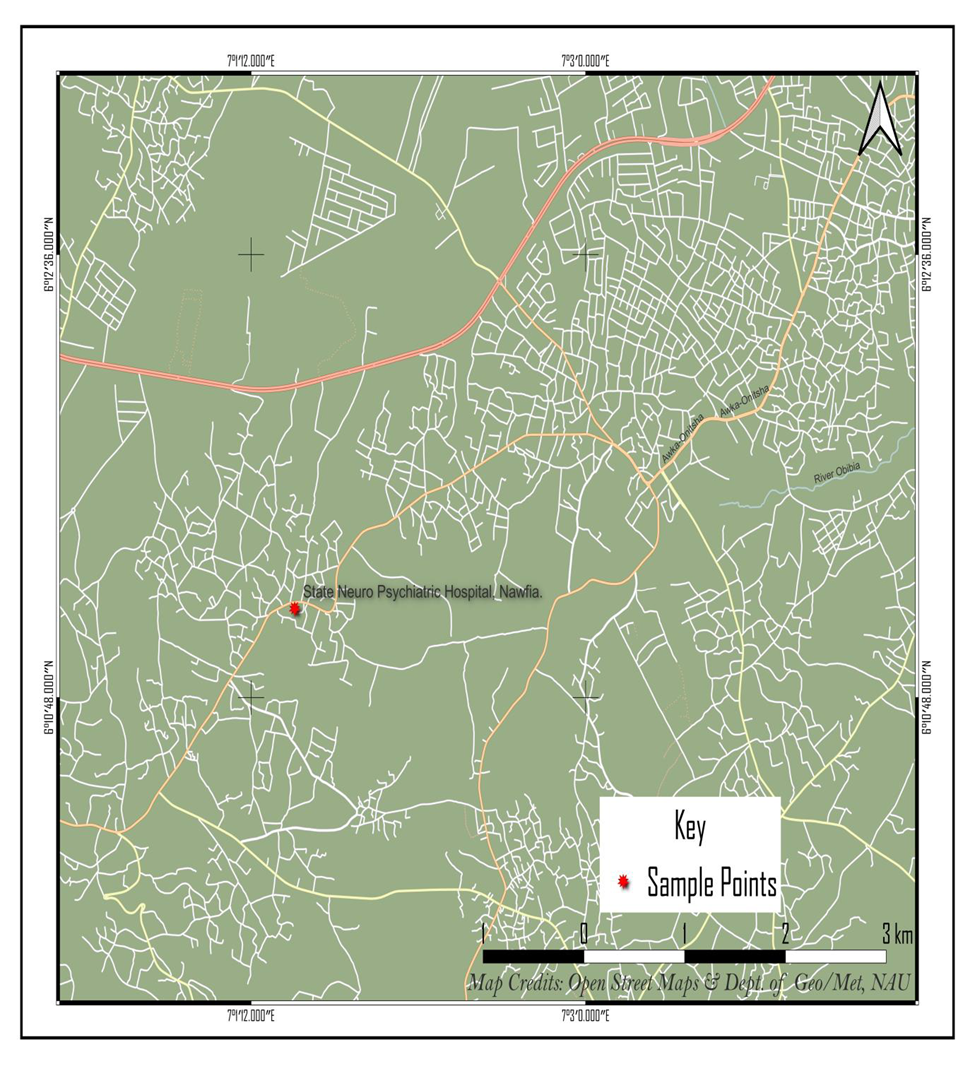 7°1'12.000"E 7°3'0.000"E
6°12'36.000"N 6°12'36.000"N
Awka-Onitsha
Awka-Onitsha
River Obibia
State Neuro Psychiatric Hospital, Nawfia.
6°10'48.000"N 6°10'48.000"N
Key
Sample Points
1 0 1 2 3 km
Map Credits: Open Street Maps & Dept. of Geo/Met, NAU
7°1'12.000"E 7°3'0.000"E